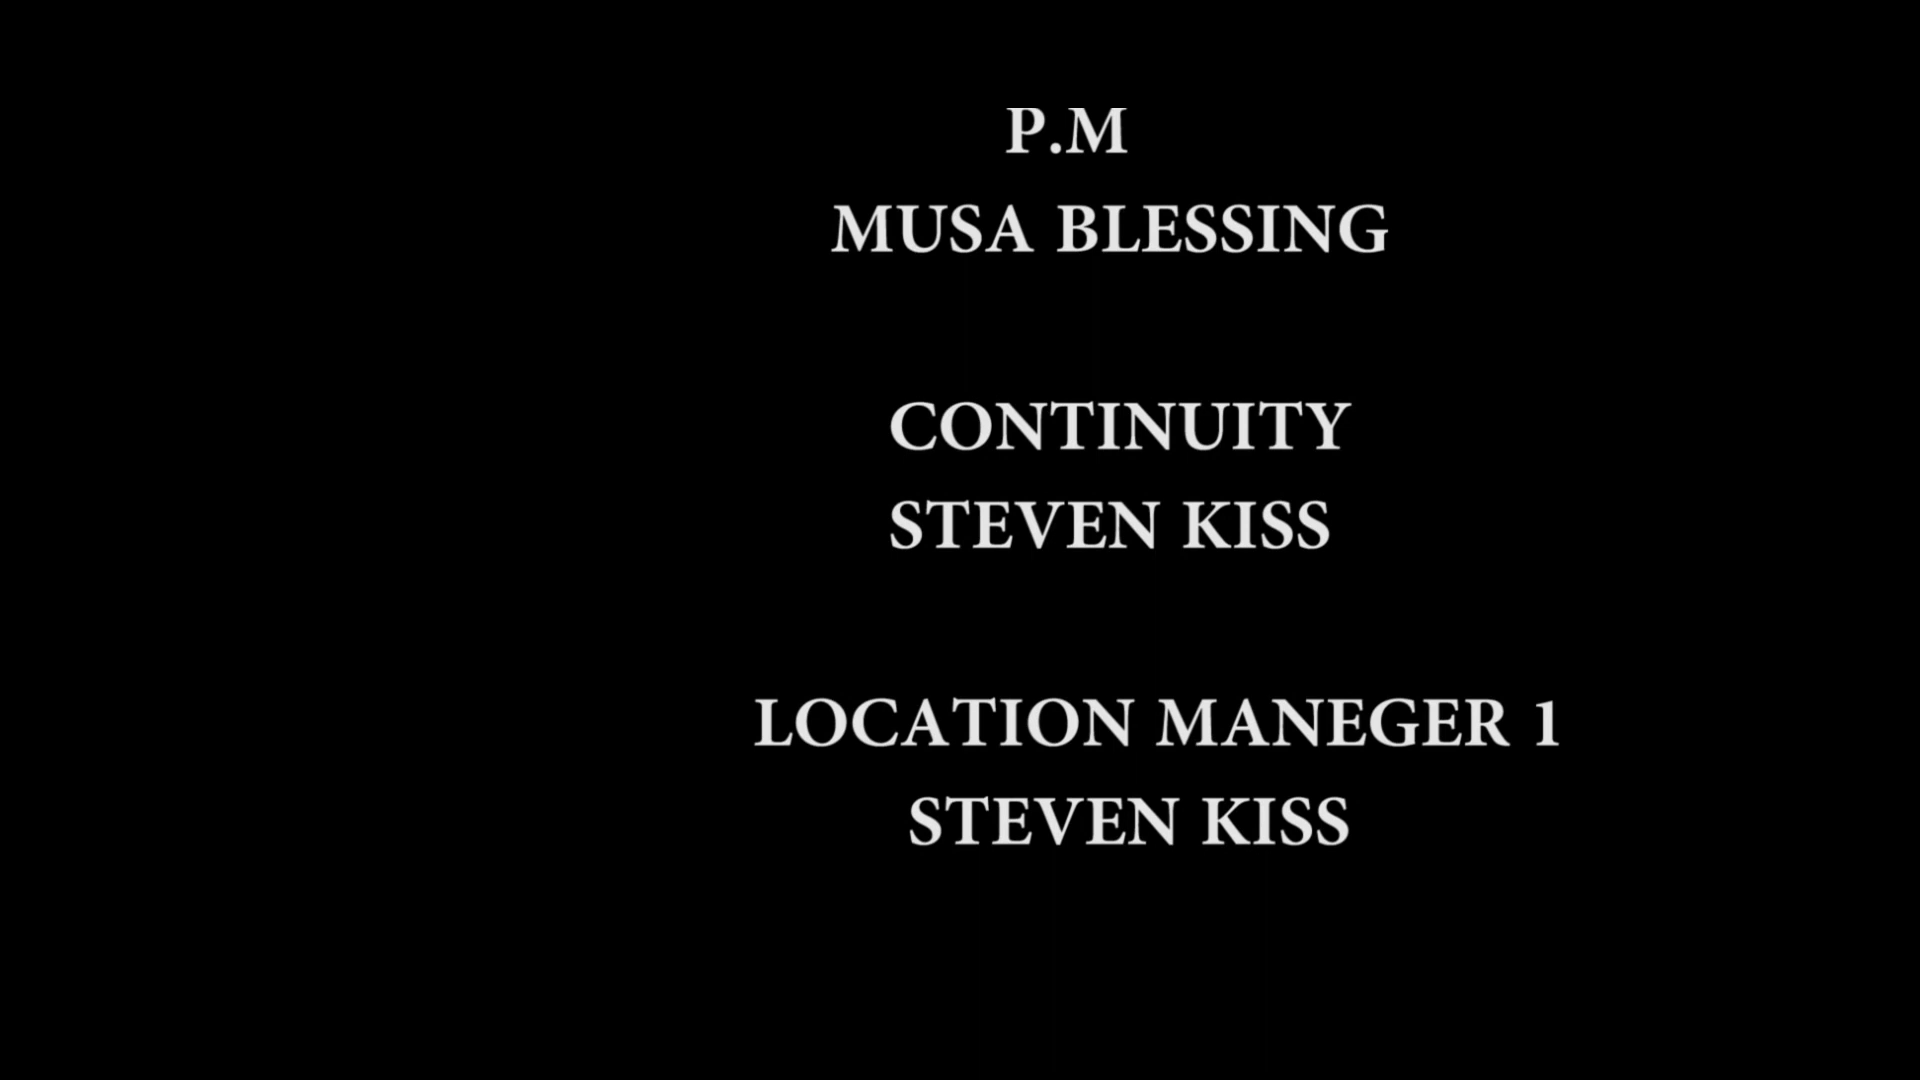 P.M
MUSA BLESSING
CONTINUITY
STEVEN KISS
LOCATION MANEGER 1
STEVEN KISS